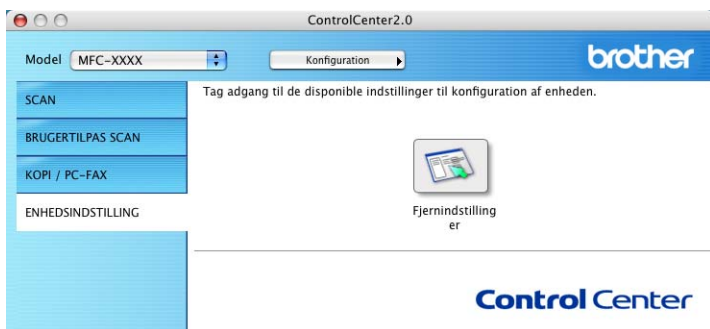 ControlCenter2.0
Model MFC-XXXX Konfiguration brother
SCAN
Tag adgang til de disponible indstillinger til konfiguration af enheden.
BRUGERTILPAS SCAN
KOPI / PC-FAX
ENHEDSINDSTILLING
Fjernindstilling
er
Control Center